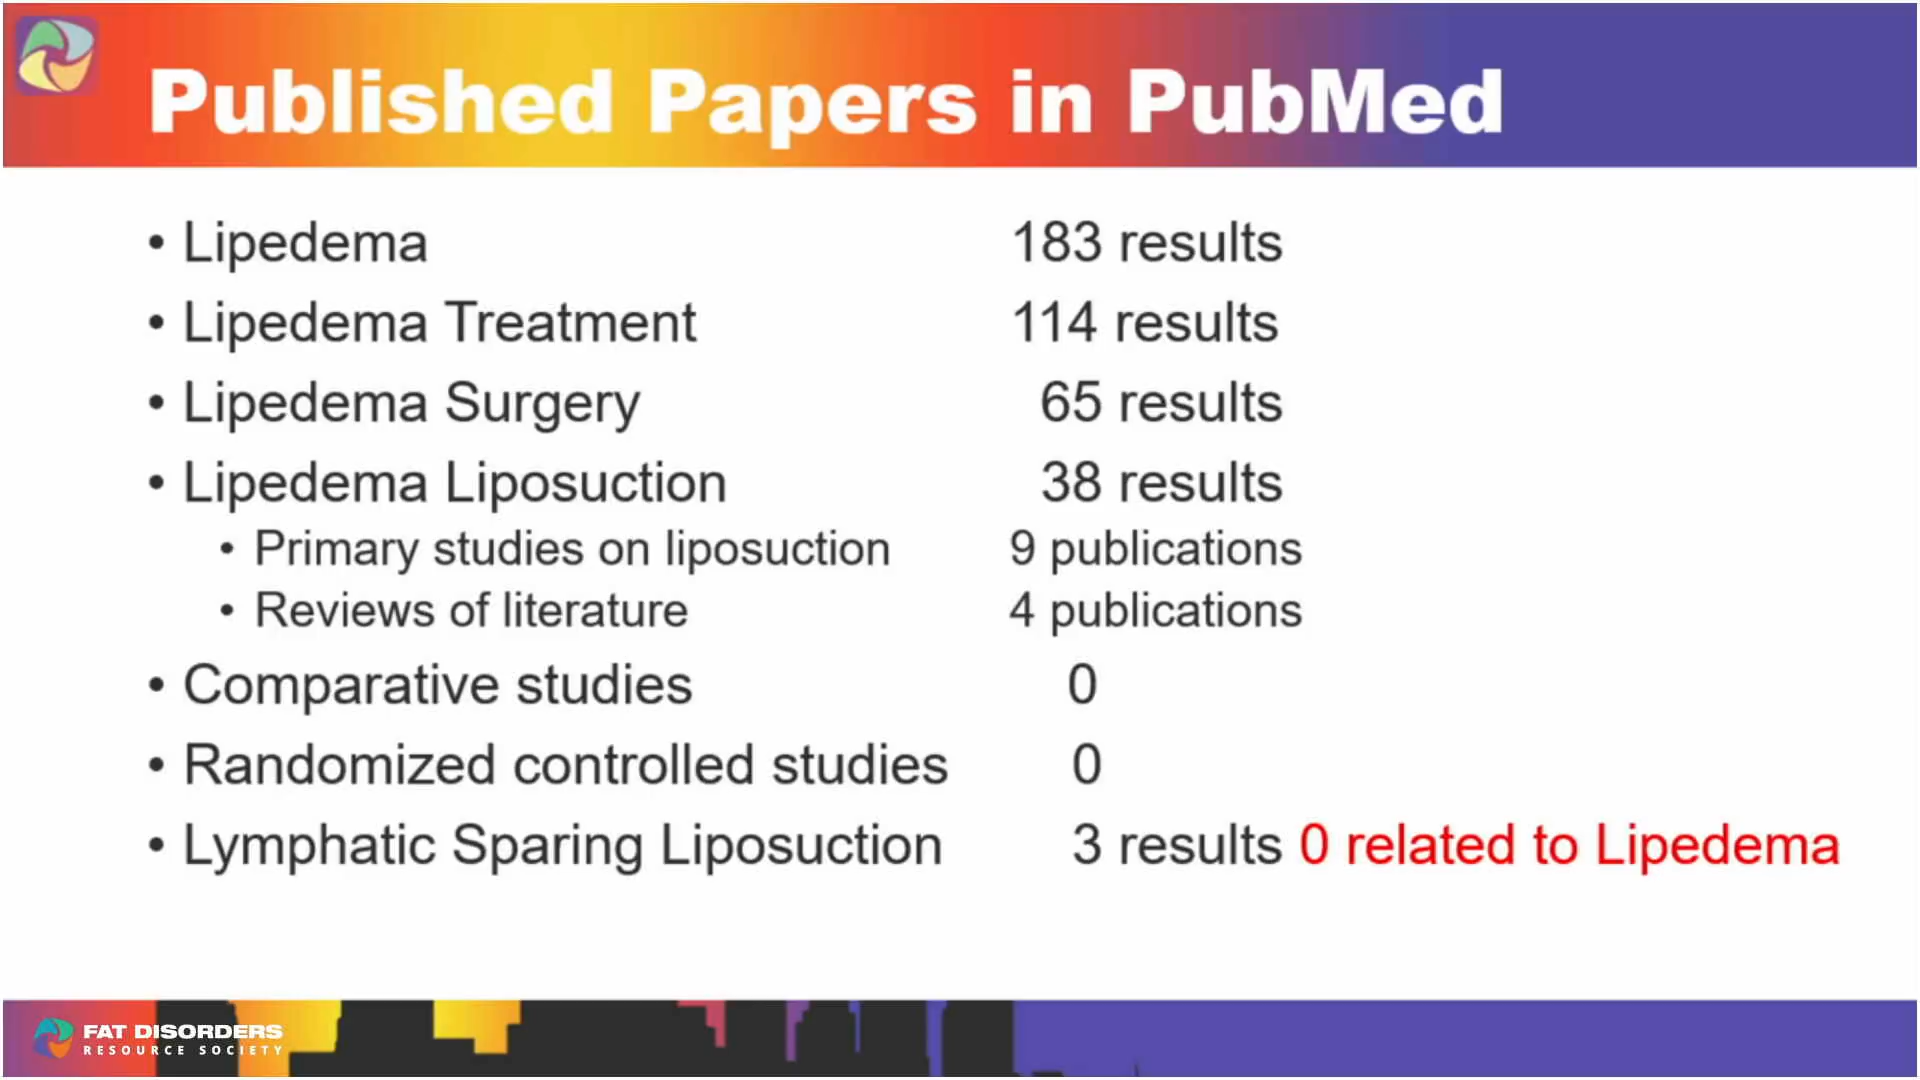 Published Papers in PubMed
• Lipedema 183 results
• Lipedema Treatment 114 results
• Lipedema Surgery 65 results
• Lipedema Liposuction 38 results
• Primary studies on liposuction 9 publications
• Reviews of literature 4 publications
• Comparative studies 0
• Randomized controlled studies 0
• Lymphatic Sparing Liposuction 3 results 0 related to Lipedema
FAT DISORDERS
RESOURCE SOCIETY